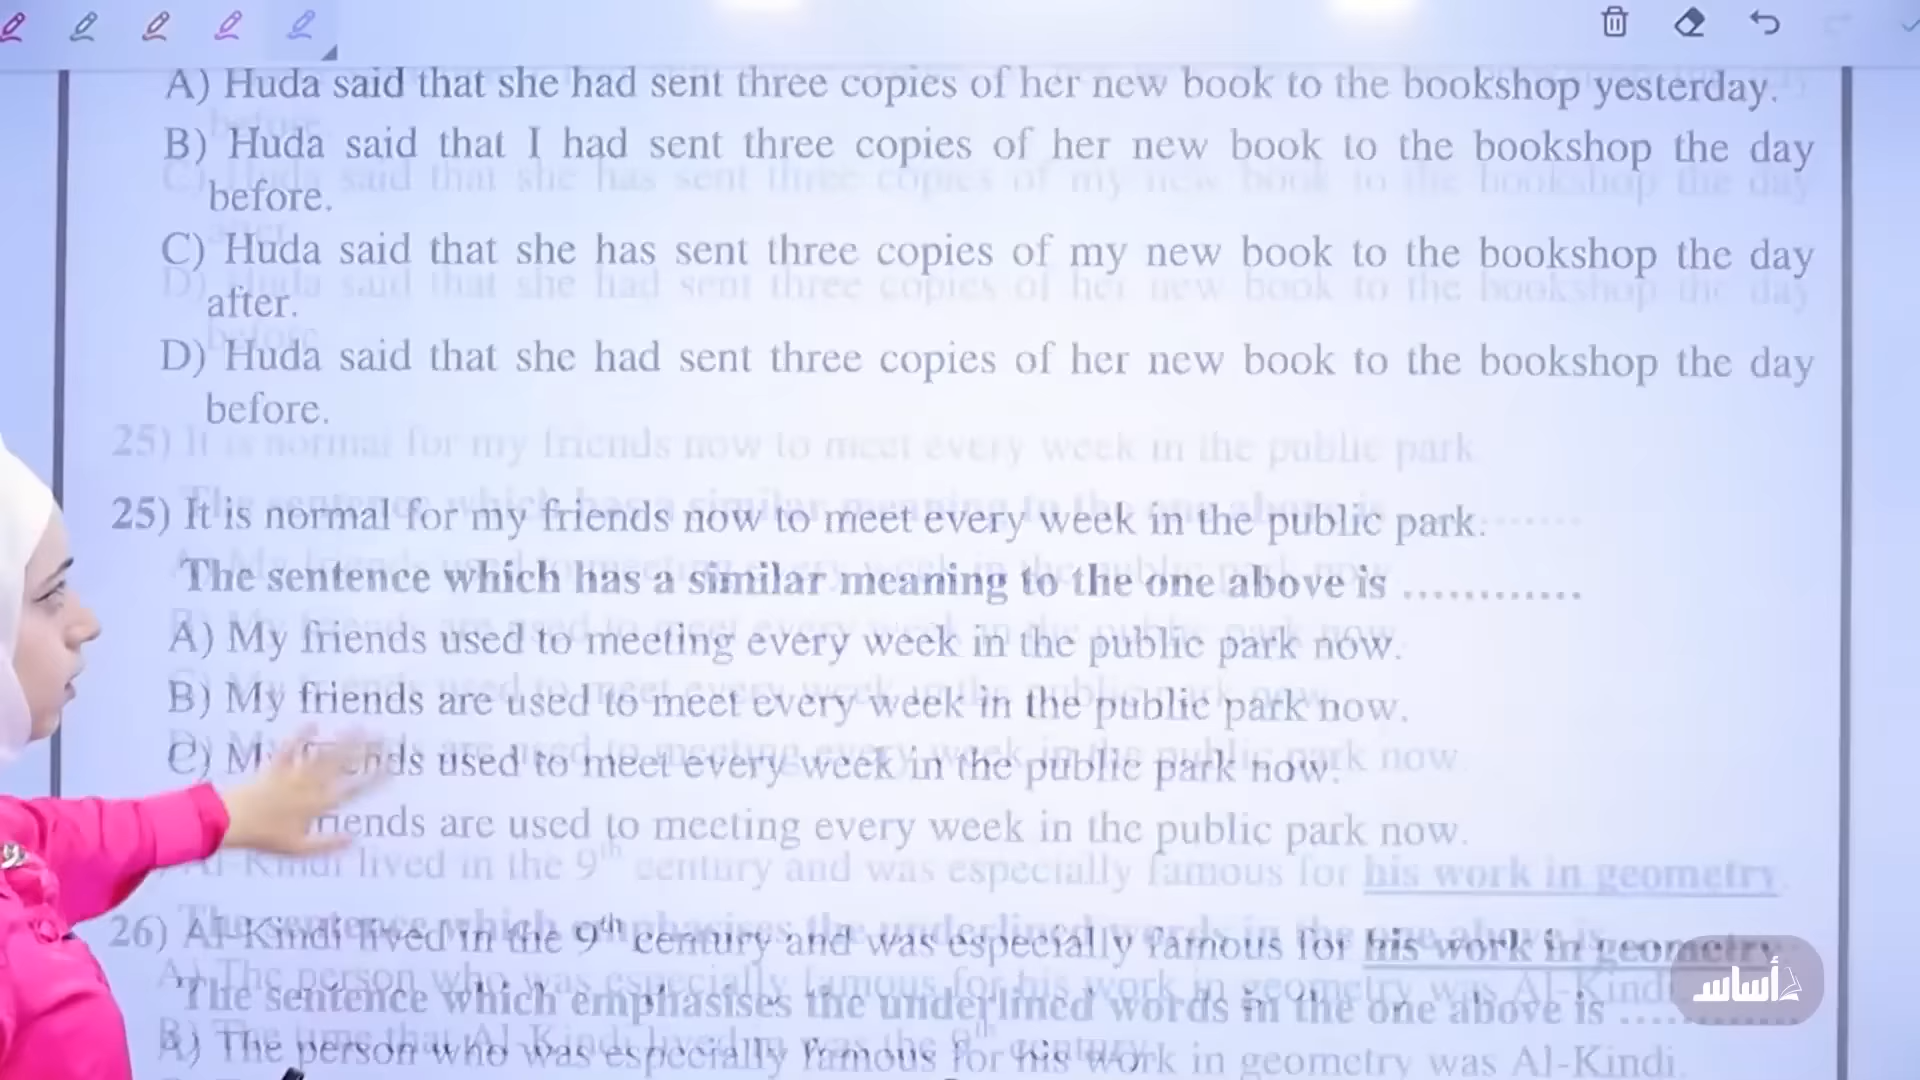 A) Huda said that she had sent three copies of her new book to the bookshop yesterday.
B) Huda said that I had sent three copies of her new book to the bookshop the day
before.
C) Huda said that she has sent three copies of my new book to the bookshop the day
after.
D) Huda said that she had sent three copies of her new book to the bookshop the day
before.
25) It is normal for my friends now to meet every week in the public park.
The sentence which has a similar meaning to the one above is .............
A) My friends used to meeting every week in the public park now.
B) My friends are used to meet every week in the public park now.
C) My friends used to meet every week in the public park now.
friends are used to meeting every week in the public park now.
26) Al-Kindi lived in the 9th century and was especially famous for his work in geometry
The sentence which emphasises the underlined words in the one above is .............
A) The person who was especially famous for his work in geometry was Al-Kindi.
أساس